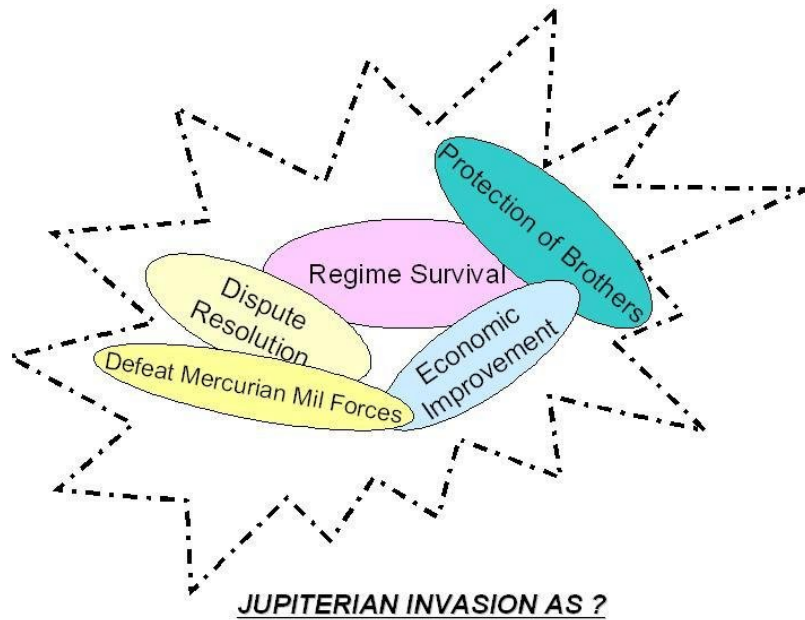 Protection of Brothers
Regime Survival
Dispute
Resolution
Economic
Improvement
Defeat Mercurian Mil Forces
JUPITERIAN INVASION AS ?